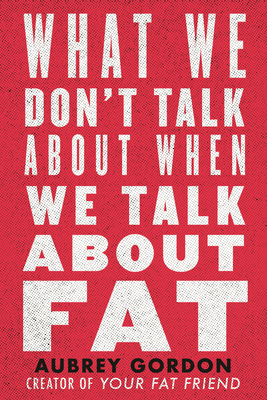 WHAT WE
DON'T TALK
ABOUT WHEN
WE TALK
ABOUT
FAT
AUBREY GORDON
CREATOR OF YOUR FAT FRIEND